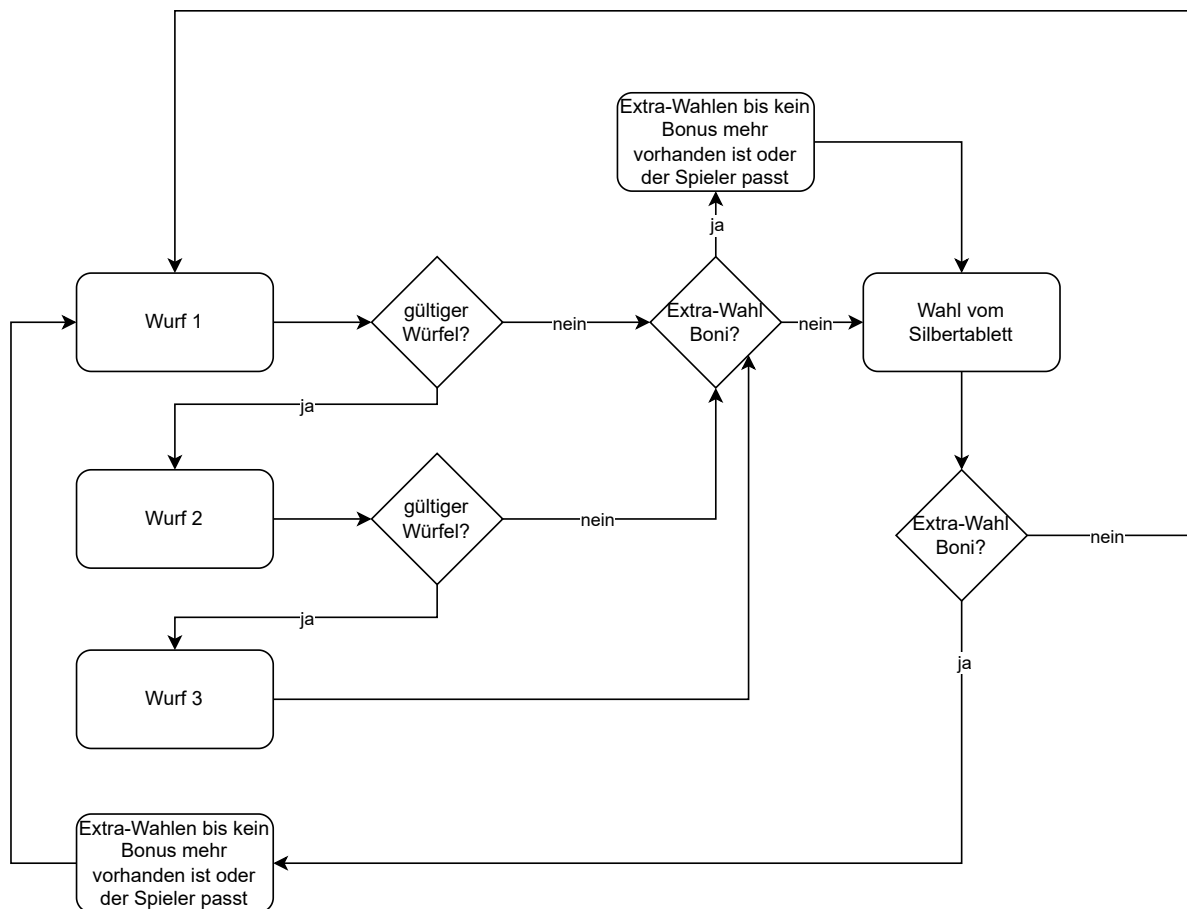 Extra-Wahlen bis kein
Bonus mehr
vorhanden ist oder
der Spieler passt
ja
Wurf 1
gültiger
Würfel?
nein
Extra-Wahl
Boni?
nein
Wahl vom
Silbertablett
ja
Wurf 2
gültiger
Würfel?
nein
Extra-Wahl
Boni?
nein
ja
Wurf 3
ja
Extra-Wahlen bis kein
Bonus mehr
vorhanden ist oder
der Spieler passt